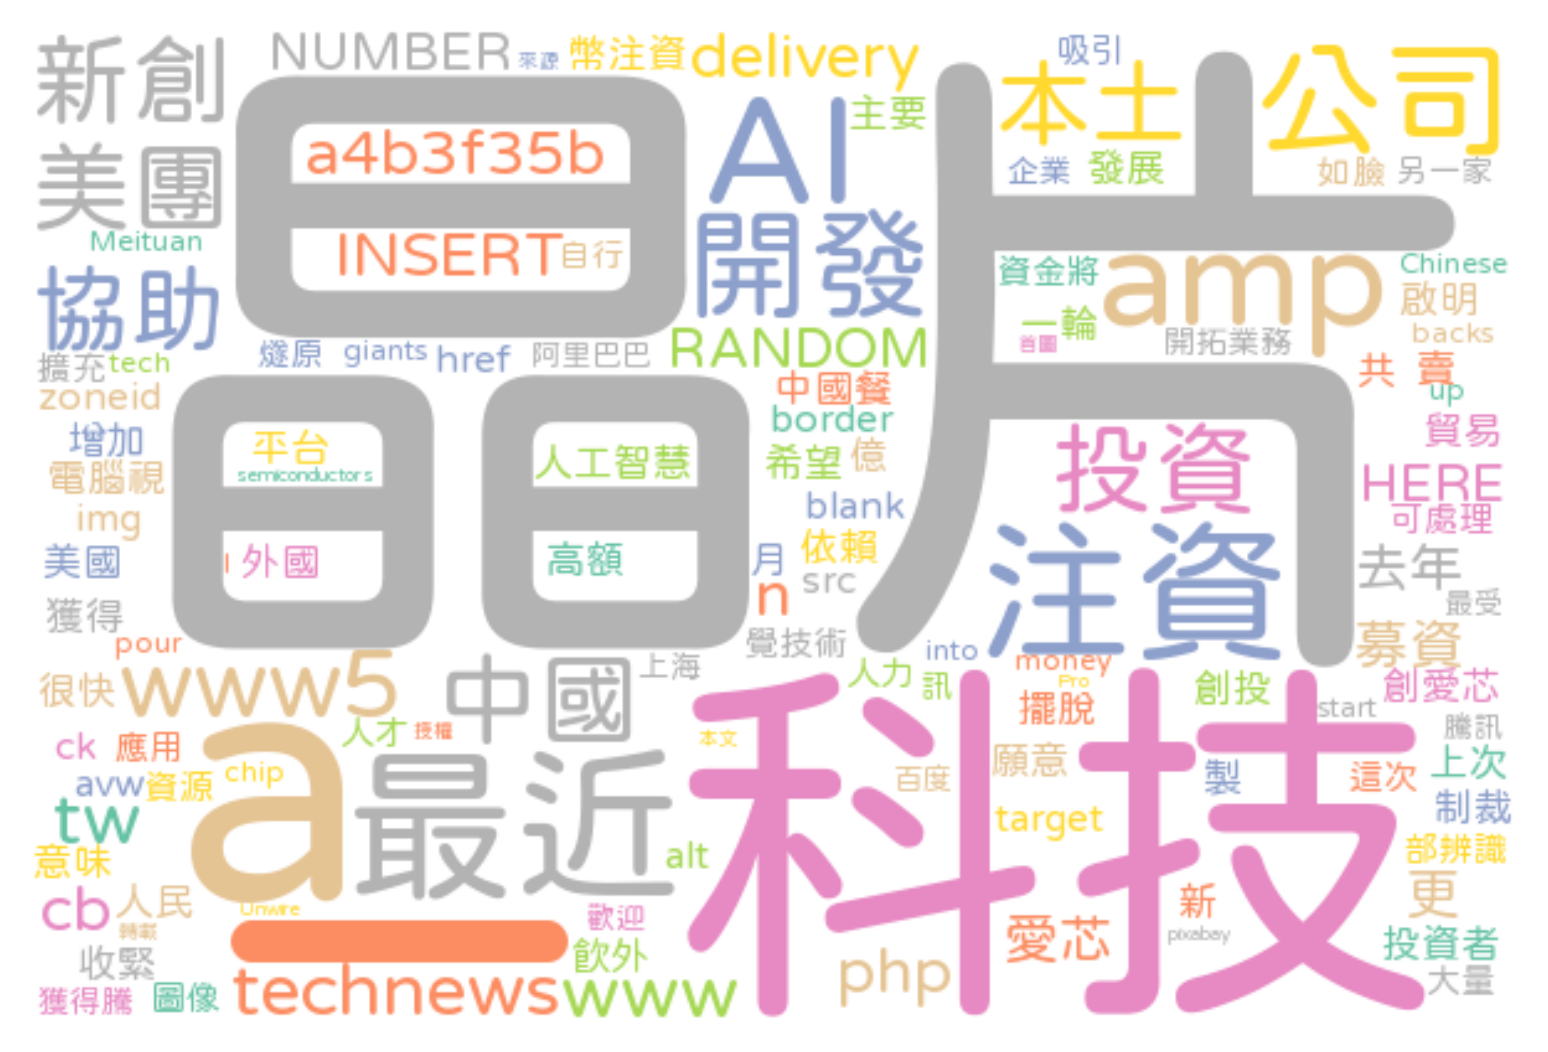 新創
NUMBER
來源
幣注資
delivery
吸引
本土
公司
美團
晶片
a4b3f35b
AI
主要
企業
發展
如臉
另一家
Meituan
INSERT
自行
開發
資金將
amp
Chinese
啟明
協助
一輪
首圖
開拓業務
backs
擴充
tech
燧原
giants
href
阿里巴巴
RANDOM
共
賣
up
zoneid
中國餐
border
增加
平台
人工智慧
希望
億
投資
貿易
semiconductors
電腦視
HERE
img
blank
可處理
美國
外國
高額
月
依賴
注資
去年
src
n
獲得
最受
pour
覺技術
into
募資
www5
中國
上海
money
很快
人力
訊
Pro
創投
創愛芯
科技
擺脫
start
ck
應用
人才
授權
本文
騰訊
a
最近
願意
上次
avw
資源
chip
百度
製
這次
tw
target
制裁
意味
alt
部辨識
cb
人民
Unwire
歡迎
新
更
轉載
愛芯
pixabay
收緊
飲外
php
投資者
獲得騰
圖像
technews
www
大量